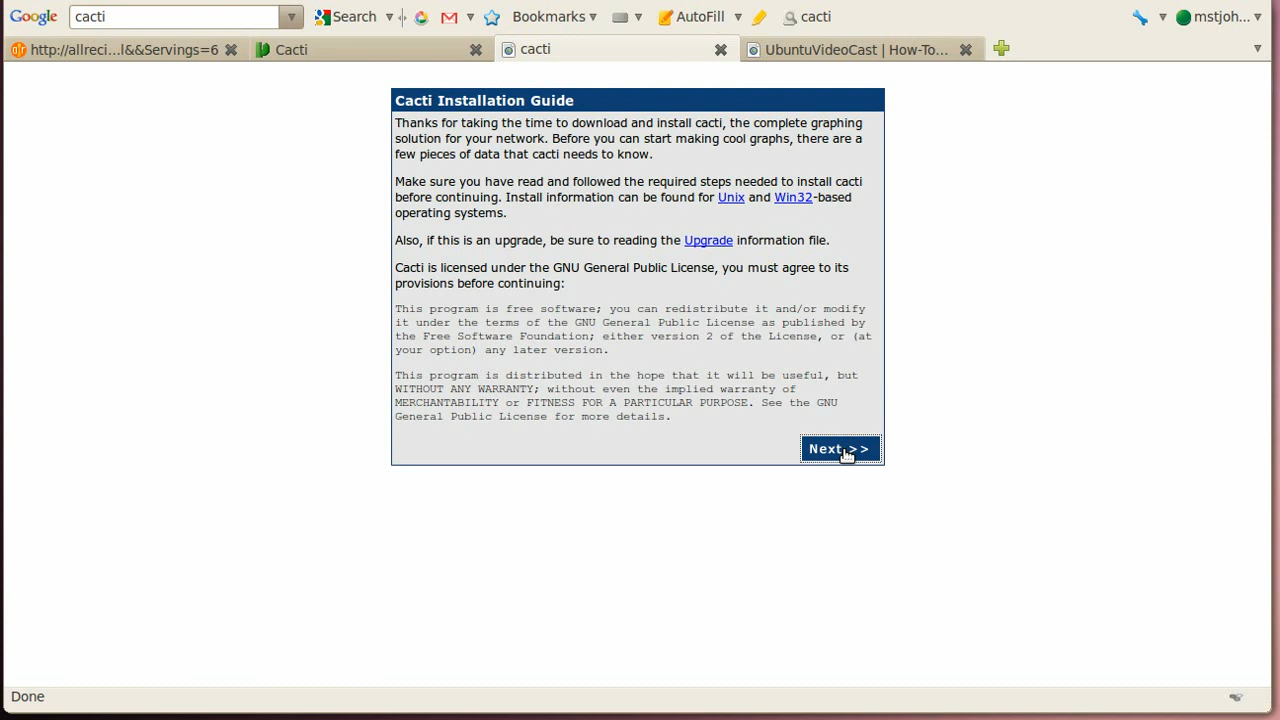 Google cacti Search Bookmarks AutoFill cacti mstjoh...
http://allreci...l&&Servings=6 Cacti cacti UbuntuVideoCast | How-To...
Cacti Installation Guide
Thanks for taking the time to download and install cacti, the complete graphing
solution for your network. Before you can start making cool graphs, there are a
few pieces of data that cacti needs to know.
Make sure you have read and followed the required steps needed to install cacti
before continuing. Install information can be found for Unix and Win32-based
operating systems.
Also, if this is an upgrade, be sure to reading the Upgrade information file.
Cacti is licensed under the GNU General Public License, you must agree to its
provisions before continuing:
This program is free software; you can redistribute it and/or modify
it under the terms of the GNU General Public License as published by
the Free Software Foundation; either version 2 of the License, or (at
your option) any later version.
This program is distributed in the hope that it will be useful, but
WITHOUT ANY WARRANTY; without even the implied warranty of
MERCHANTABILITY or FITNESS FOR A PARTICULAR PURPOSE. See the GNU
General Public License for more details.
Next >>
Done